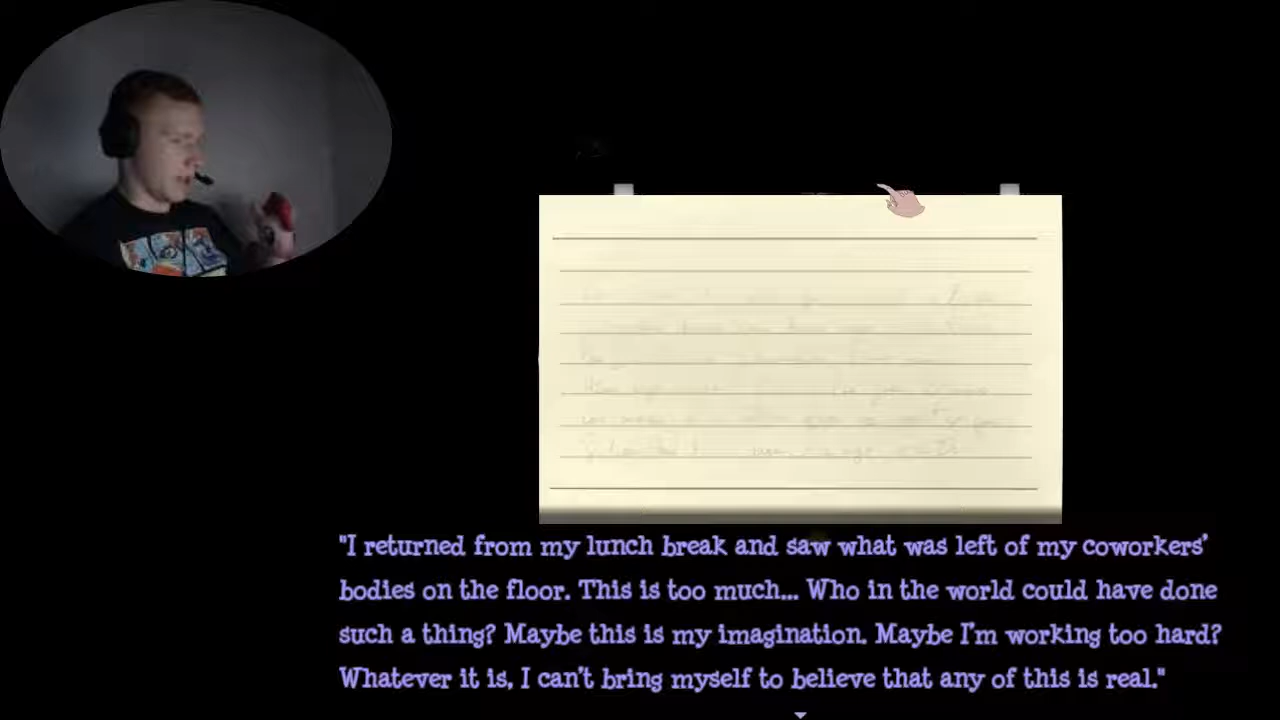 "I returned from my lunch break and saw what was left of my coworkers'
bodies on the floor. This is too much... Who in the world could have done
such a thing? Maybe this is my imagination. Maybe I'm working too hard?
Whatever it is, I can't bring myself to believe that any of this is real."